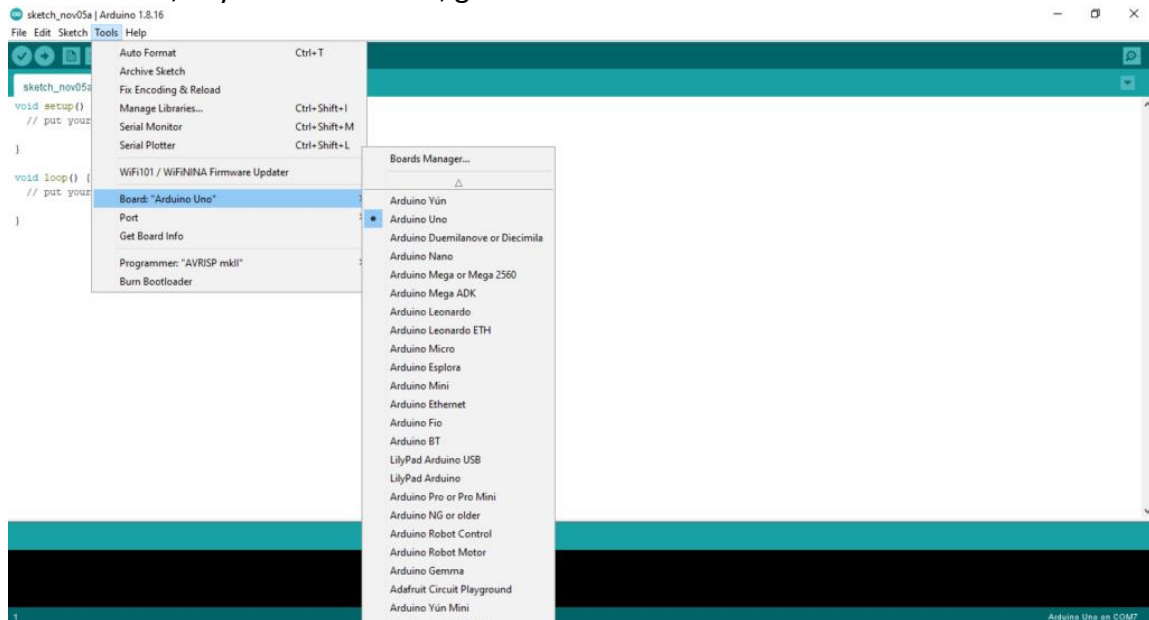 sketch_nov05a | Arduino 1.8.16
File Edit Sketch Tools Help
sketch_nov05a
void setup()
// put your
}
void loop() {
// put your
}
Auto Format Ctrl+T
Archive Sketch
Fix Encoding & Reload
Manage Libraries... Ctrl+Shift+I
Serial Monitor Ctrl+Shift+M
Serial Plotter Ctrl+Shift+L
WiFi101 / WiFiNINA Firmware Updater
Board: "Arduino Uno"
Port
Get Board Info
Programmer: "AVRISP mkII"
Burn Bootloader
Boards Manager...
Arduino Yún
Arduino Uno
Arduino Duemilanove or Diecimila
Arduino Nano
Arduino Mega or Mega 2560
Arduino Mega ADK
Arduino Leonardo
Arduino Leonardo ETH
Arduino Micro
Arduino Esplora
Arduino Mini
Arduino Ethernet
Arduino Fio
Arduino BT
LilyPad Arduino USB
LilyPad Arduino
Arduino Pro or Pro Mini
Arduino NG or older
Arduino Robot Control
Arduino Robot Motor
Arduino Gemma
Adafruit Circuit Playground
Arduino Yún Mini
1
Arduino Uno on COM7